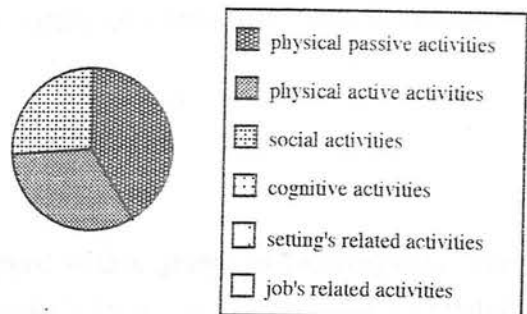 physical passive activities
physical active activities
social activities
cognitive activities
setting's related activities
job's related activities